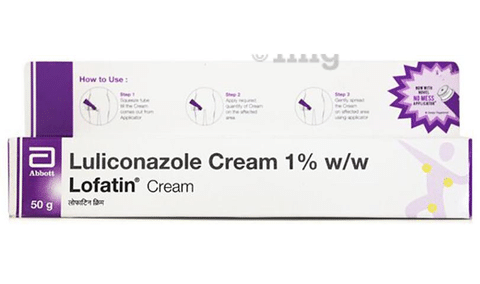 How to Use :
Step 1
Squeeze tube
till the Cream
comes out from
Applicator
Step 2
Apply required
quantity of Cream
on the affected
area
Step 3
Gently spread
the Cream
on affected area
using applicator
NOW WITH
NOVEL
NO MESS
APPLICATOR
Abbott
Luliconazole Cream 1% w/w
Lofatin® Cream
50 g
लोफाटिन क्रिम